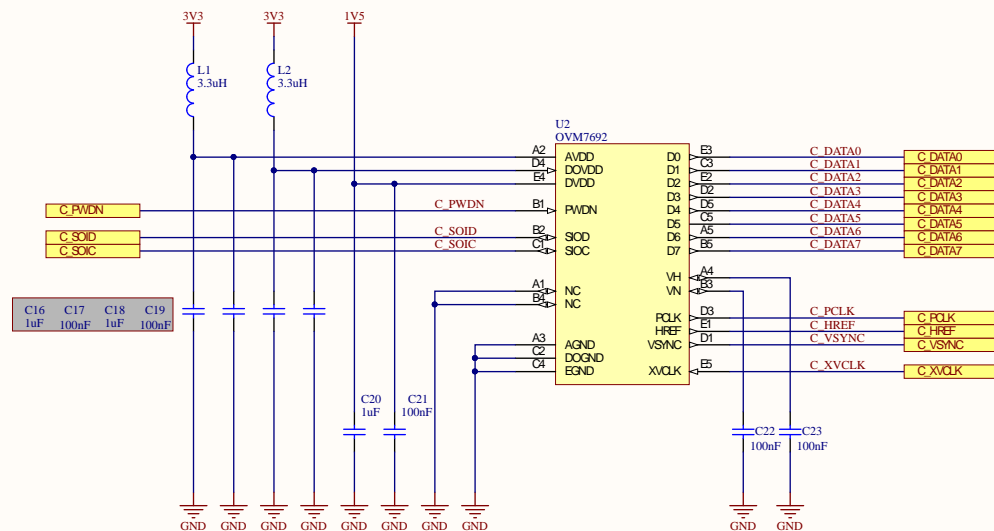 3V3 3V3 1V5
L1 L2
3.3uH 3.3uH
U2
OVM7692
A2 AVDD D0 E3 C_DATA0 C_DATA0
D4 DOVDD D1 C3 C_DATA1 C_DATA1
E4 DVDD D2 E2 C_DATA2 C_DATA2
D3 D2 C_DATA3 C_DATA3
C_PWDN C_PWDN B1 PWDN D4 D5 C_DATA4 C_DATA4
D5 C5 C_DATA5 C_DATA5
C_SOID C_SOID B2 SIOD D6 A5 C_DATA6 C_DATA6
C_SOIC C_SOIC C1 SIOC D7 B5 C_DATA7 C_DATA7
VH A4
A1 NC VN B3
B4 NC
C16 C17 C18 C19
1uF 100nF 1uF 100nF
PCLK D3 C_PCLK C_PCLK
HREF E1 C_HREF C_HREF
A3 AGND VSYNC D1 C_VSYNC C_VSYNC
C2 DOGND
C4 EGND XVCLK E5 C_XVCLK C_XVCLK
C20 C21
1uF 100nF
C22 C23
100nF 100nF
GND GND GND GND GND GND GND GND GND GND